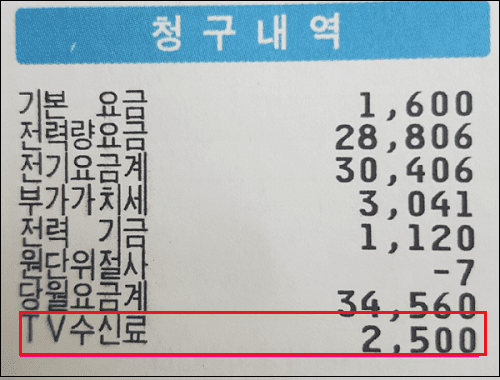 청구내역
기본 요금 1,600
전력량요금 28,806
전기요금계 30,406
부가가치세 3,041
전력 기금 1,120
원단위절사 -7
당월요금계 34,560
TV수신료 2,500